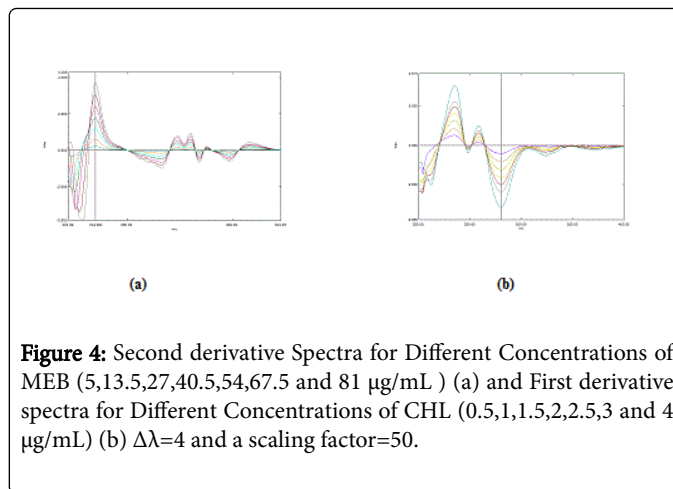 (a)
(b)
Figure 4: Second derivative Spectra for Different Concentrations of
MEB (5,13.5,27,40.5,54,67.5 and 81 µg/mL ) (a) and First derivative
spectra for Different Concentrations of CHL (0.5,1,1.5,2,2.5,3 and 4
µg/mL) (b) Δλ=4 and a scaling factor=50.